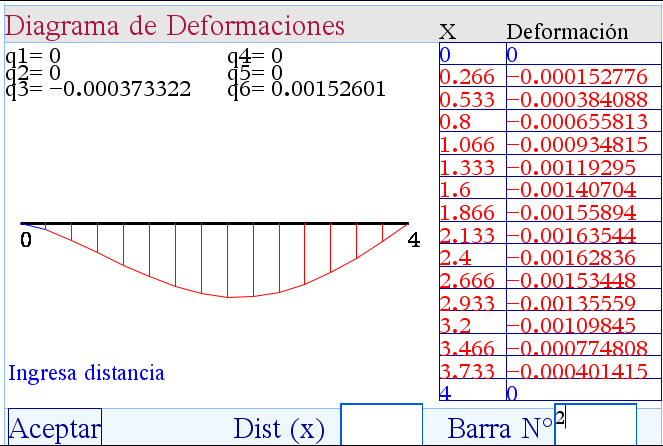 Diagrama de Deformaciones
q1= 0 q4= 0
q2= 0 q5= 0
q3= −0.000373322 q6= 0.00152601
0 4
Ingresa distancia
X Deformación
0 0
0.266 −0.000152776
0.533 −0.000384088
0.8 −0.000655813
1.066 −0.000934815
1.333 −0.00119295
1.6 −0.00140704
1.866 −0.00155894
2.133 −0.00163544
2.4 −0.00162836
2.666 −0.00153448
2.933 −0.00135559
3.2 −0.00109845
3.466 −0.000774808
3.733 −0.000401415
4 0
Aceptar Dist (x) Barra N° 2